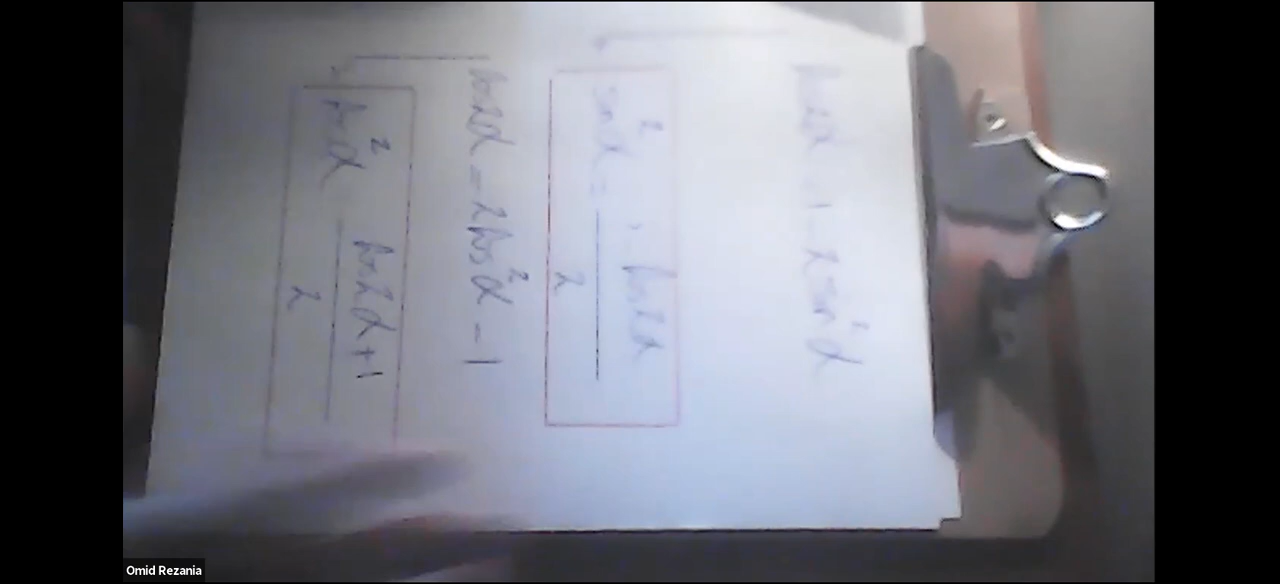 cos2α = 1 - 2sin²α
sin²α = 1 - cos2α / 2
cos2α = 2cos²α - 1
cos²α = cos2α + 1 / 2
Omid Rezania